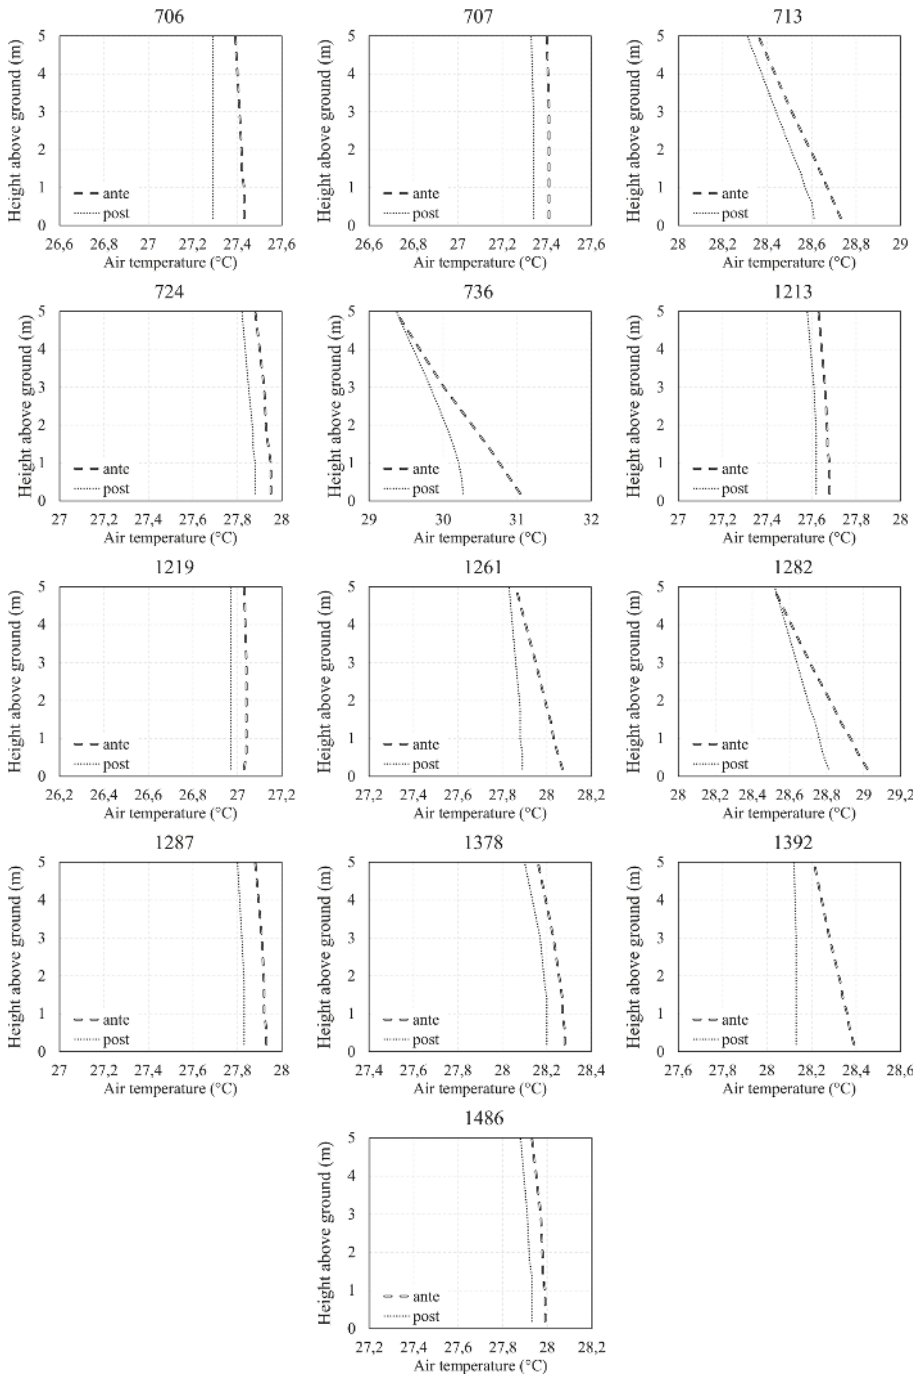 706 707 713
Height above ground (m)
5
4
3
2
1
0
ante
post
26,6 26,8 27 27,2 27,4 27,6
Air temperature (°C)
Height above ground (m)
5
4
3
2
1
0
ante
post
26,6 26,8 27 27,2 27,4 27,6
Air temperature (°C)
Height above ground (m)
5
4
3
2
1
0
ante
post
28 28,2 28,4 28,6 28,8 29
Air temperature (°C)
724 736 1213
Height above ground (m)
5
4
3
2
1
0
ante
post
27 27,2 27,4 27,6 27,8 28
Air temperature (°C)
Height above ground (m)
5
4
3
2
1
0
ante
post
29 30 31 32
Air temperature (°C)
Height above ground (m)
5
4
3
2
1
0
ante
post
27 27,2 27,4 27,6 27,8 28
Air temperature (°C)
1219 1261 1282
Height above ground (m)
5
4
3
2
1
0
ante
post
26,2 26,4 26,6 26,8 27 27,2
Air temperature (°C)
Height above ground (m)
5
4
3
2
1
0
ante
post
27,2 27,4 27,6 27,8 28 28,2
Air temperature (°C)
Height above ground (m)
5
4
3
2
1
0
ante
post
28 28,2 28,4 28,6 28,8 29 29,2
Air temperature (°C)
1287 1378 1392
Height above ground (m)
5
4
3
2
1
0
ante
post
27 27,2 27,4 27,6 27,8 28
Air temperature (°C)
Height above ground (m)
5
4
3
2
1
0
ante
post
27,4 27,6 27,8 28 28,2 28,4
Air temperature (°C)
Height above ground (m)
5
4
3
2
1
0
ante
post
27,6 27,8 28 28,2 28,4 28,6
Air temperature (°C)
1486
Height above ground (m)
5
4
3
2
1
0
ante
post
27,2 27,4 27,6 27,8 28 28,2
Air temperature (°C)